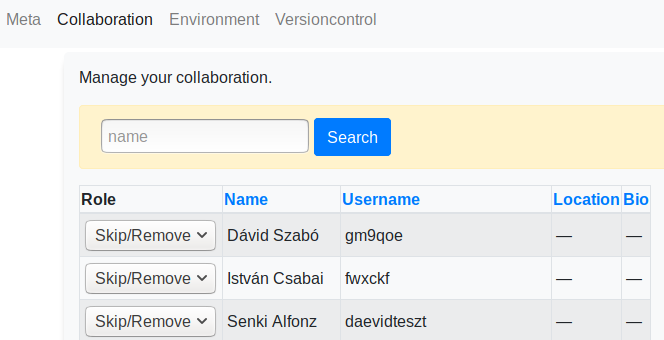 Meta Collaboration Environment Versioncontrol
Manage your collaboration.
name Search
Role Name Username Location Bio
Skip/Remove Dávid Szabó gm9qoe — —
Skip/Remove István Csabai fwxckf — —
Skip/Remove Senki Alfonz daevidteszt — —